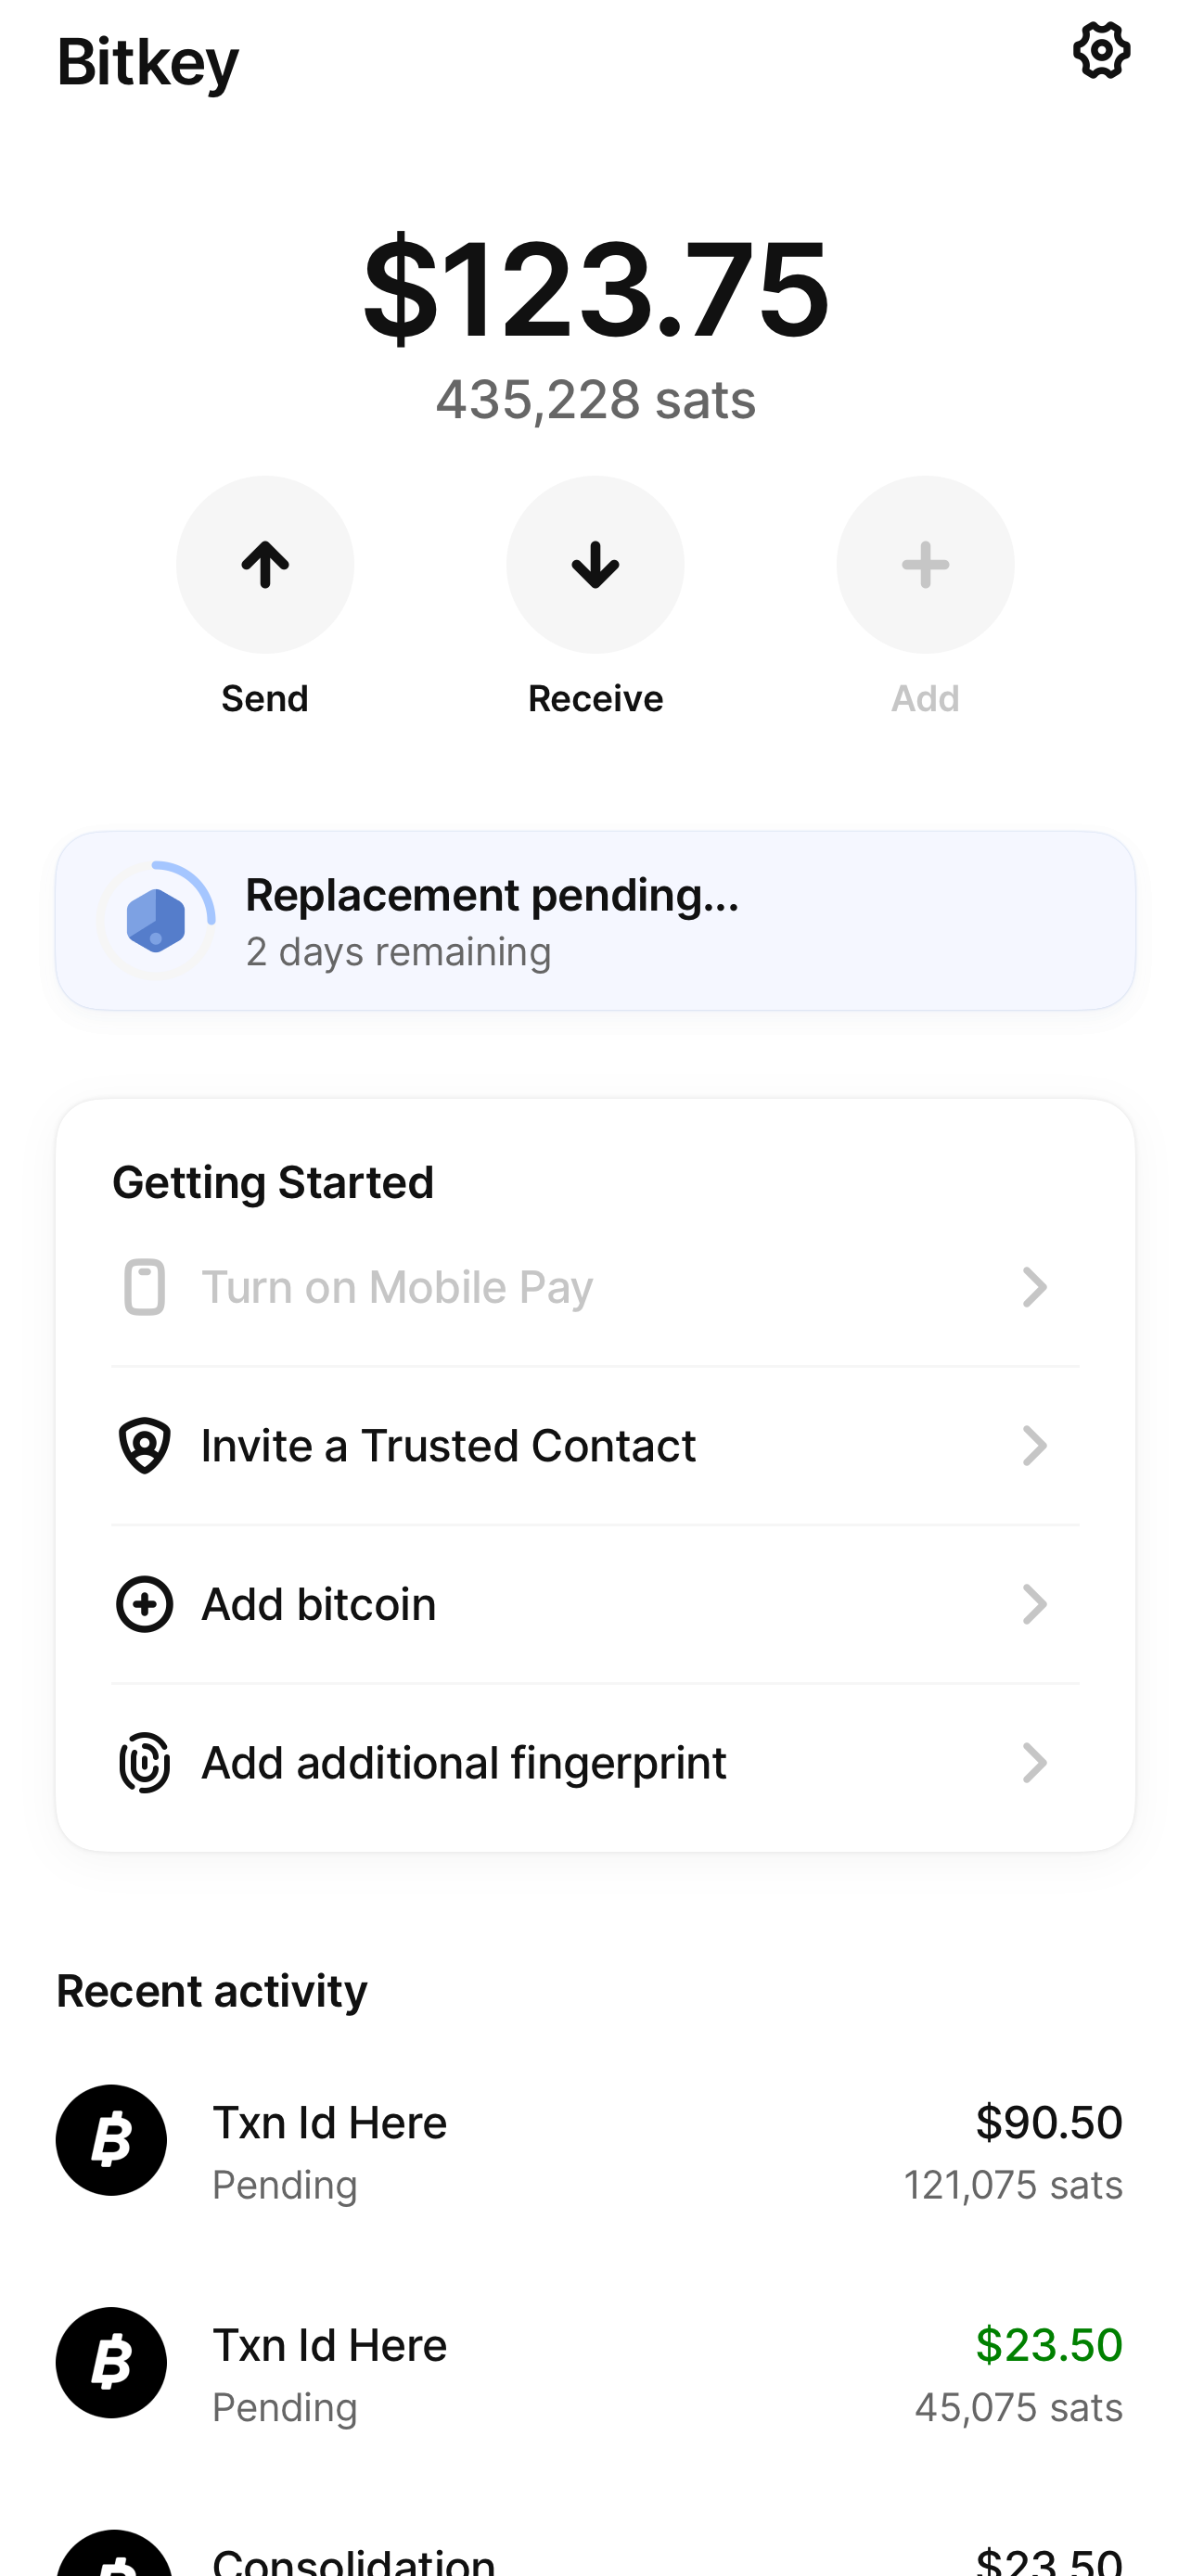 Bitkey
$123.75
435,228 sats
Send
Receive
Add
Replacement pending...
2 days remaining
Getting Started
Turn on Mobile Pay
Invite a Trusted Contact
Add bitcoin
Add additional fingerprint
Recent activity
Txn Id Here
$90.50
Pending
121,075 sats
Txn Id Here
$23.50
Pending
45,075 sats
Consolidation
$23.50